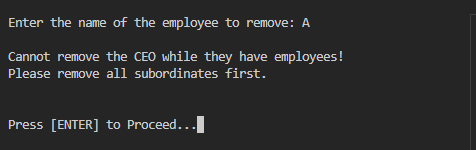 Enter the name of the employee to remove: A
Cannot remove the CEO while they have employees!
Please remove all subordinates first.
Press [ENTER] to Proceed...